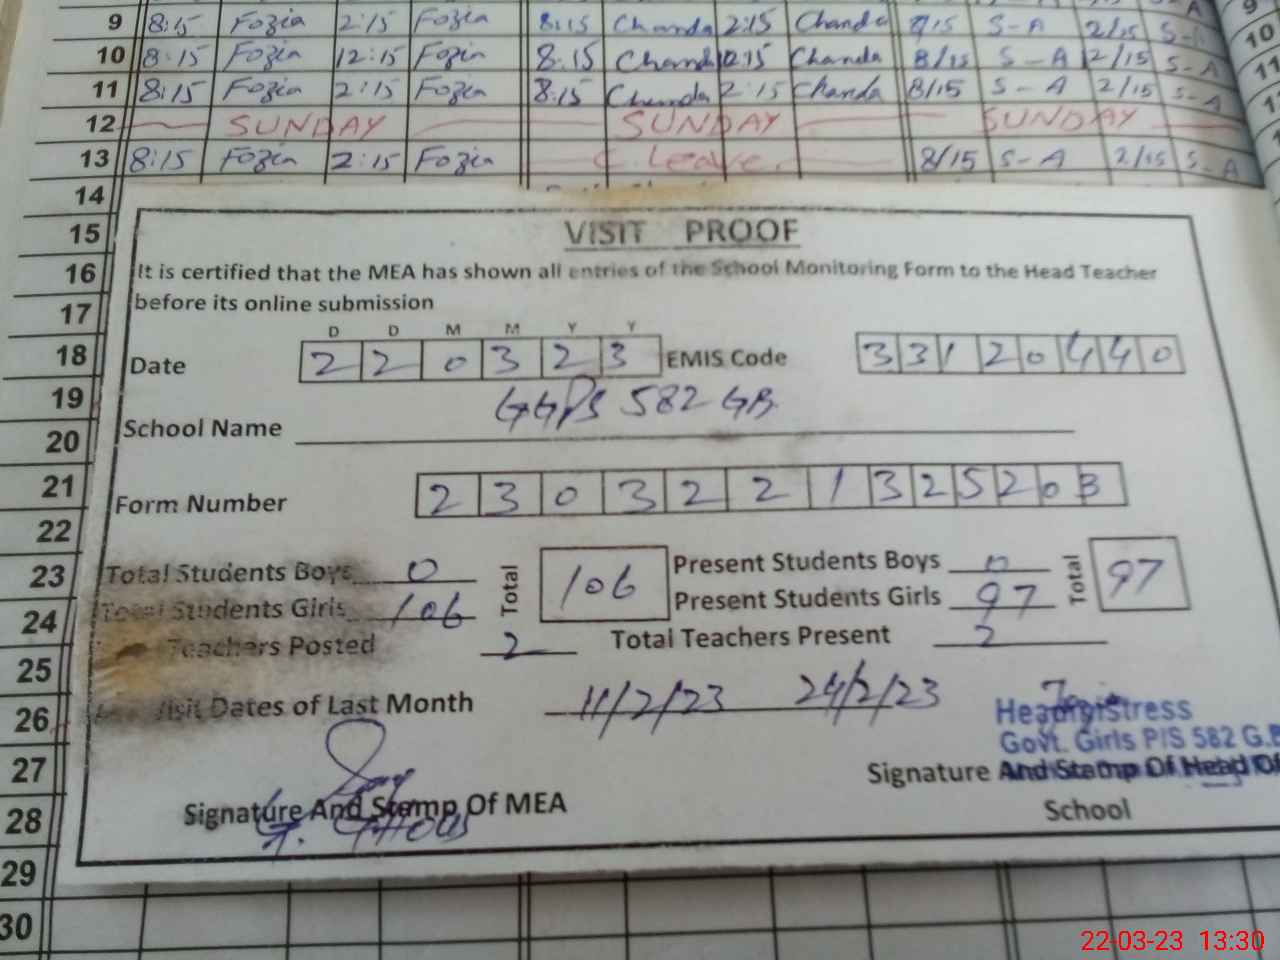 9 8:15 Fozia 2:15 Fozia 8:15 Chanda 2:15 Chanda 8/15 S-A 2/15 S-A 9
10 8:15 Fozia 12:15 Fozia 8:15 Chanda 12:15 Chanda 8/15 S-A 12/15 S-A 10
11 8:15 Fozia 2:15 Fozia 8:15 Chanda 2:15 Chanda 8/15 S-A 2/15 S-A 11
12 SUNDAY SUNDAY SUNDAY
13 8:15 Fozia 2:15 Fozia C. Leave. 8/15 S-A 2/15 S-A
14
15 VISIT PROOF
16 It is certified that the MEA has shown all entries of the School Monitoring Form to the Head Teacher
17 before its online submission
D D M M Y Y
18 Date 2 2 0 3 2 3 EMIS Code 3 3 1 2 0 4 4 0
19 GGPS 582 GB
20 School Name
21 Form Number 2 3 0 3 2 2 1 3 2 5 2 0 3
22
23 Total Students Boys 0 Total 106 Present Students Boys 0 Total 97
24 Total Students Girls 106 Present Students Girls 97
25 Teachers Posted 2 Total Teachers Present 2
26 Visit Dates of Last Month 11/2/23 24/2/23
Headmistress
Govt. Girls P/S 582 G.B
27 Signature And Stamp Of Head Of
School
28 Signature And Stamp Of MEA
G. Ghous
29
30
22-03-23 13:30